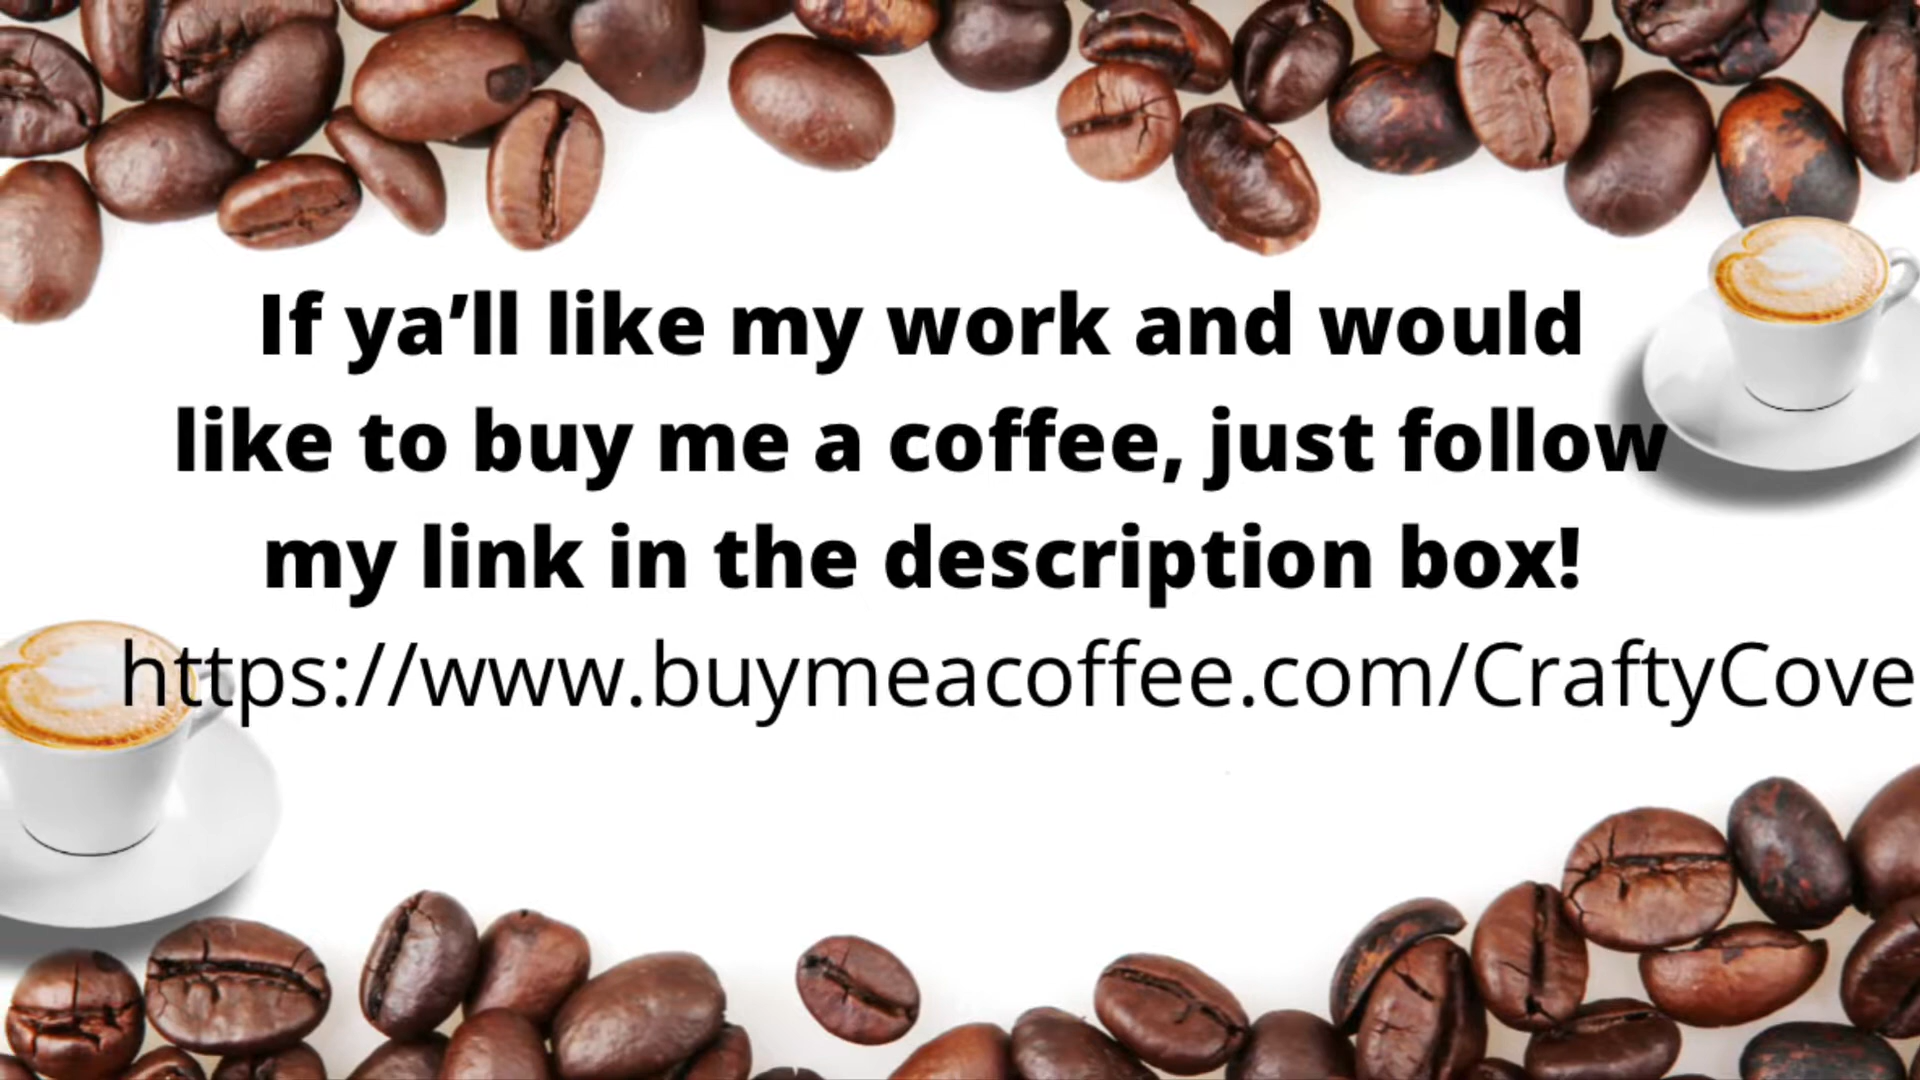 If ya’ll like my work and would
like to buy me a coffee, just follow
my link in the description box!
https://www.buymeacoffee.com/CraftyCove